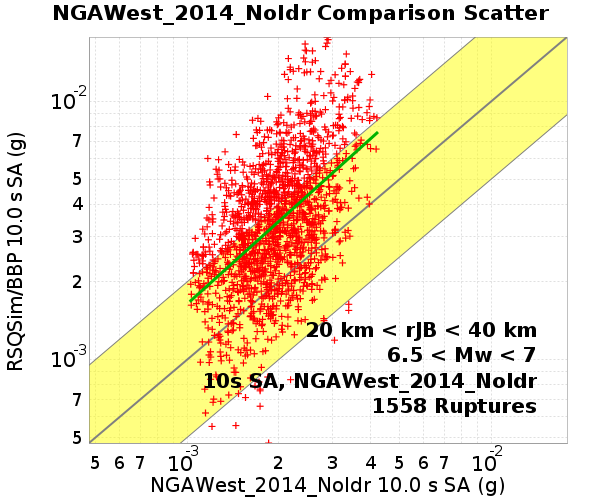 NGAWest_2014_NoIdr Comparison Scatter
RSQSim/BBP 10.0 s SA (g)
10-2
7
5
4
3
2
10-3
7
5
20 km < rJB < 40 km
6.5 < Mw < 7
10s SA, NGAWest_2014_NoIdr
1558 Ruptures
5 6 7 10-3 2 3 4 5 6 7 10-2
NGAWest_2014_NoIdr 10.0 s SA (g)